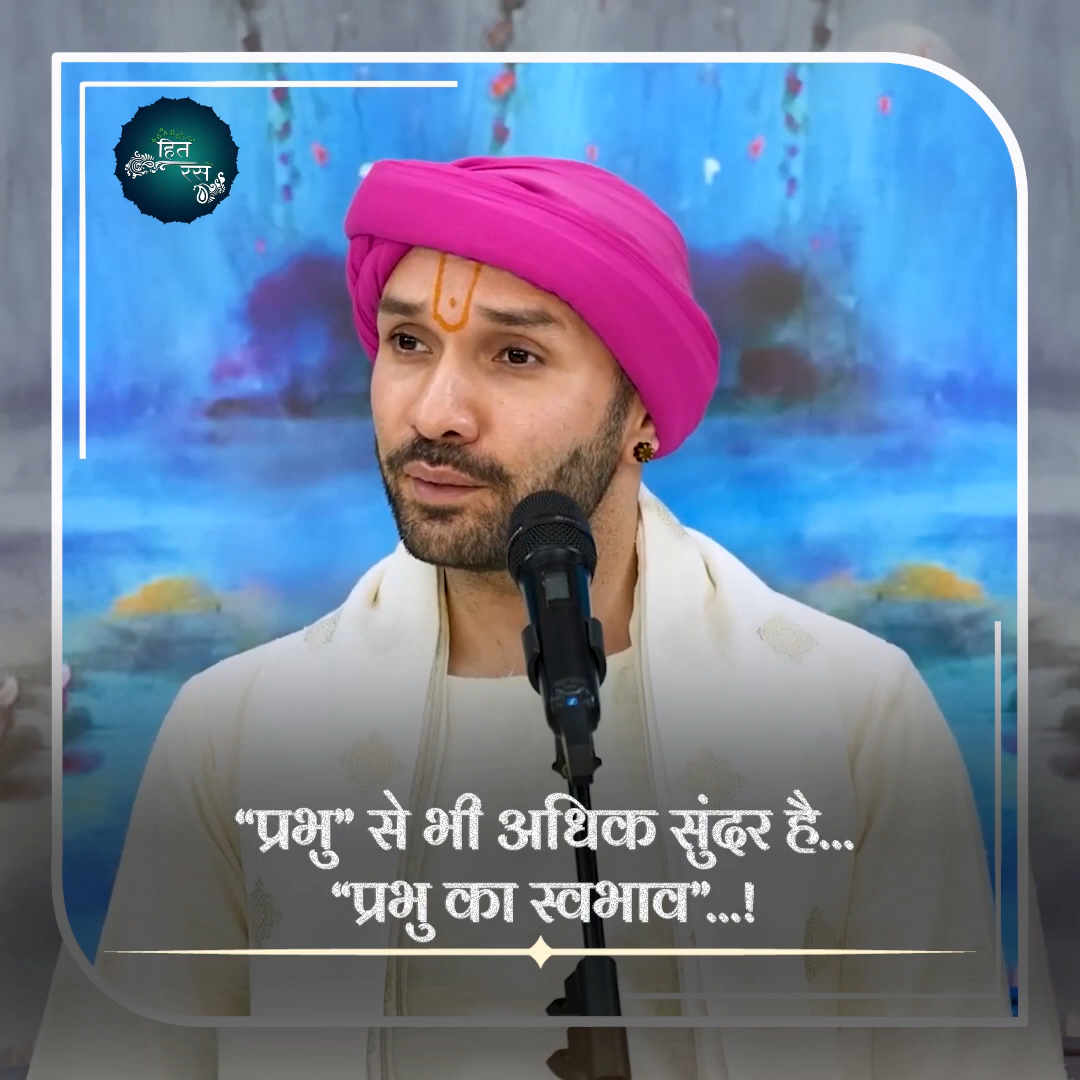 हित
रस
“प्रभु” से भी अधिक सुंदर है...
“प्रभु का स्वभाव”...!